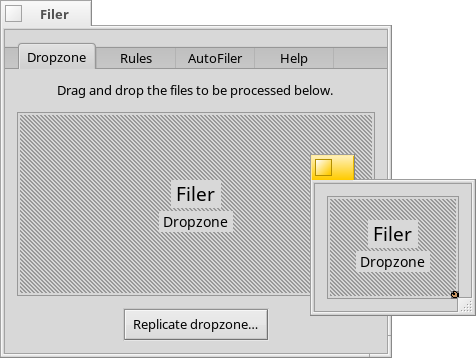 Filer
Dropzone
Rules
AutoFiler
Help
Drag and drop the files to be processed below.
Filer
Dropzone
Filer
Dropzone
Replicate dropzone...